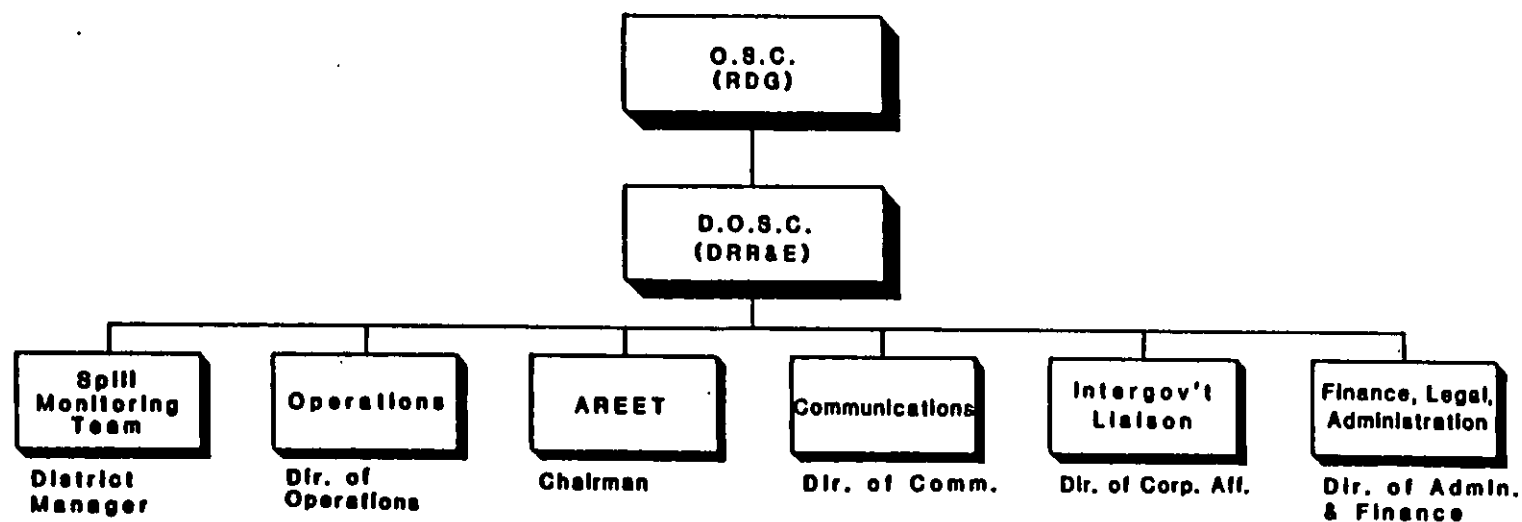 O.S.C.
(RDG)
D.O.S.C.
(DRR&E)
Spill
Monitoring
Team
District
Manager
Operations
Dir. of
Operations
AREET
Chairman
Communications
Dir. of Comm.
Intergov't
Liaison
Dir. of Corp. Aff.
Finance, Legal,
Administration
Dir. of Admin.
& Finance